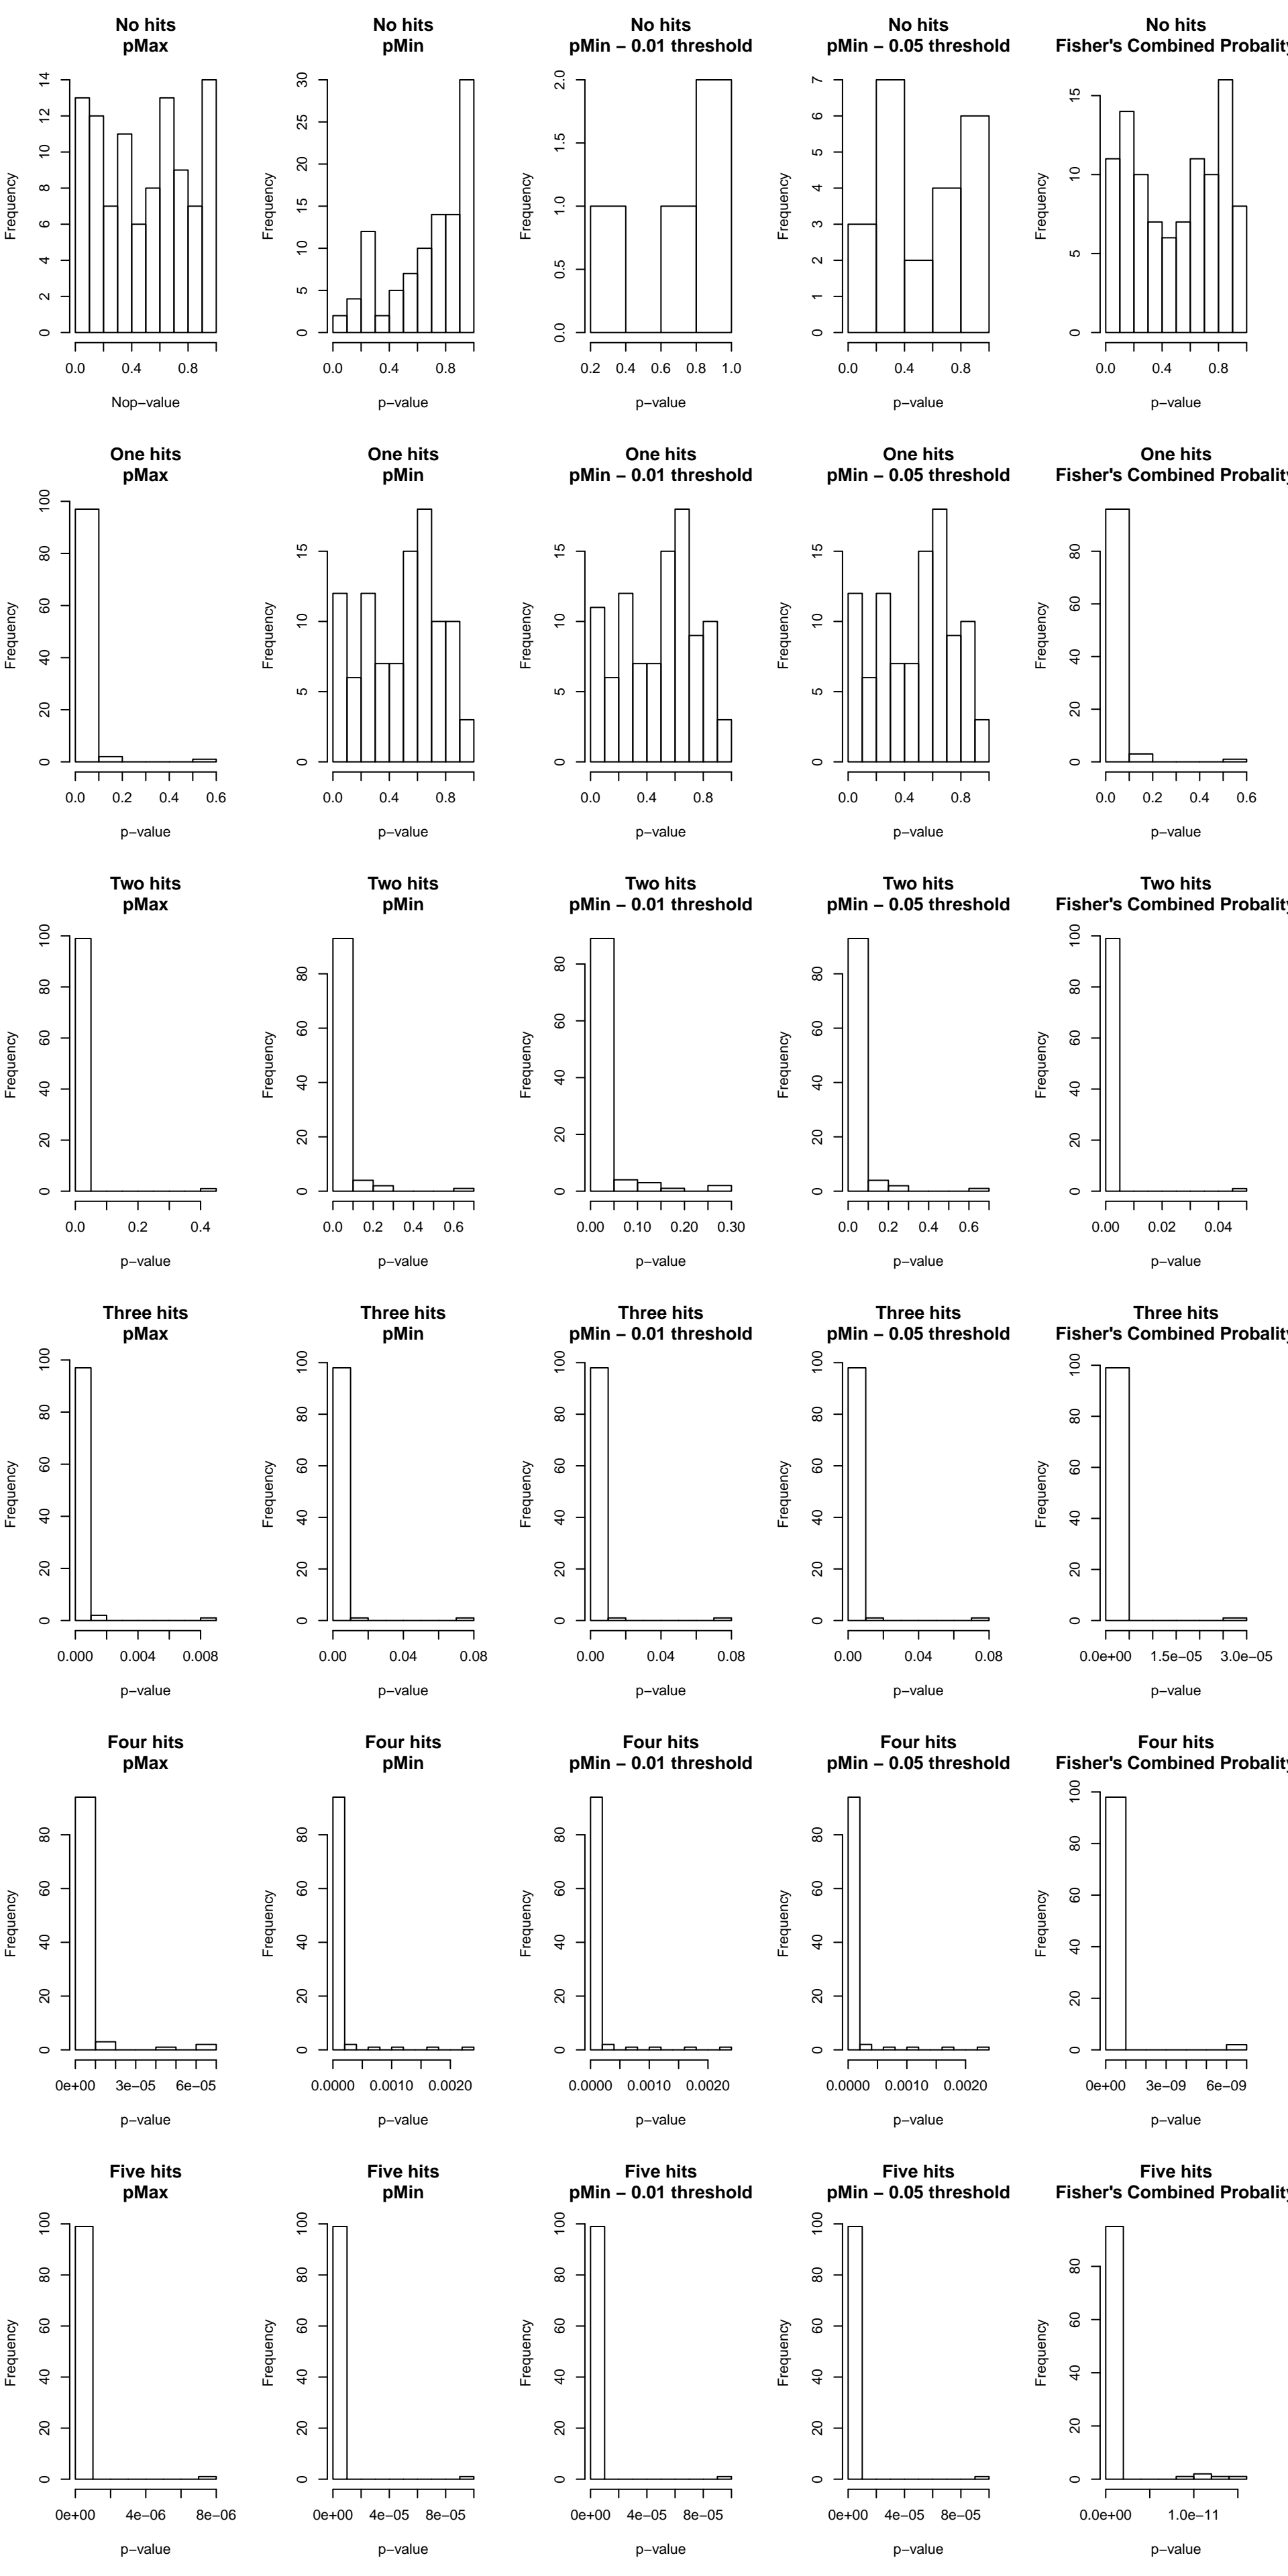 No hits
pMax
Frequency
0 2 4 6 8 10 12 14
0.0 0.4 0.8
Nop−value
No hits
pMin
Frequency
0 5 10 15 20 25 30
0.0 0.4 0.8
p−value
No hits
pMin − 0.01 threshold
Frequency
0.0 0.5 1.0 1.5 2.0
0.2 0.4 0.6 0.8 1.0
p−value
No hits
pMin − 0.05 threshold
Frequency
0 1 2 3 4 5 6 7
0.0 0.4 0.8
p−value
No hits
Fisher's Combined Probality
Frequency
0 5 10 15
0.0 0.4 0.8
p−value
One hits
pMax
Frequency
0 20 40 60 80 100
0.0 0.2 0.4 0.6
p−value
One hits
pMin
Frequency
0 5 10 15
0.0 0.4 0.8
p−value
One hits
pMin − 0.01 threshold
Frequency
0 5 10 15
0.0 0.4 0.8
p−value
One hits
pMin − 0.05 threshold
Frequency
0 5 10 15
0.0 0.4 0.8
p−value
One hits
Fisher's Combined Probality
Frequency
0 20 40 60 80
0.0 0.2 0.4 0.6
p−value
Two hits
pMax
Frequency
0 20 40 60 80 100
0.0 0.2 0.4
p−value
Two hits
pMin
Frequency
0 20 40 60 80
0.0 0.2 0.4 0.6
p−value
Two hits
pMin − 0.01 threshold
Frequency
0 20 40 60 80
0.00 0.10 0.20 0.30
p−value
Two hits
pMin − 0.05 threshold
Frequency
0 20 40 60 80
0.0 0.2 0.4 0.6
p−value
Two hits
Fisher's Combined Probality
Frequency
0 20 40 60 80 100
0.00 0.02 0.04
p−value
Three hits
pMax
Frequency
0 20 40 60 80 100
0.000 0.004 0.008
p−value
Three hits
pMin
Frequency
0 20 40 60 80 100
0.00 0.04 0.08
p−value
Three hits
pMin − 0.01 threshold
Frequency
0 20 40 60 80 100
0.00 0.04 0.08
p−value
Three hits
pMin − 0.05 threshold
Frequency
0 20 40 60 80 100
0.00 0.04 0.08
p−value
Three hits
Fisher's Combined Probality
Frequency
0 20 40 60 80 100
0.0e+00 1.5e−05 3.0e−05
p−value
Four hits
pMax
Frequency
0 20 40 60 80
0e+00 3e−05 6e−05
p−value
Four hits
pMin
Frequency
0 20 40 60 80
0.0000 0.0010 0.0020
p−value
Four hits
pMin − 0.01 threshold
Frequency
0 20 40 60 80
0.0000 0.0010 0.0020
p−value
Four hits
pMin − 0.05 threshold
Frequency
0 20 40 60 80
0.0000 0.0010 0.0020
p−value
Four hits
Fisher's Combined Probality
Frequency
0 20 40 60 80 100
0e+00 3e−09 6e−09
p−value
Five hits
pMax
Frequency
0 20 40 60 80 100
0e+00 4e−06 8e−06
p−value
Five hits
pMin
Frequency
0 20 40 60 80 100
0e+00 4e−05 8e−05
p−value
Five hits
pMin − 0.01 threshold
Frequency
0 20 40 60 80 100
0e+00 4e−05 8e−05
p−value
Five hits
pMin − 0.05 threshold
Frequency
0 20 40 60 80 100
0e+00 4e−05 8e−05
p−value
Five hits
Fisher's Combined Probality
Frequency
0 20 40 60 80
0.0e+00 1.0e−11
p−value